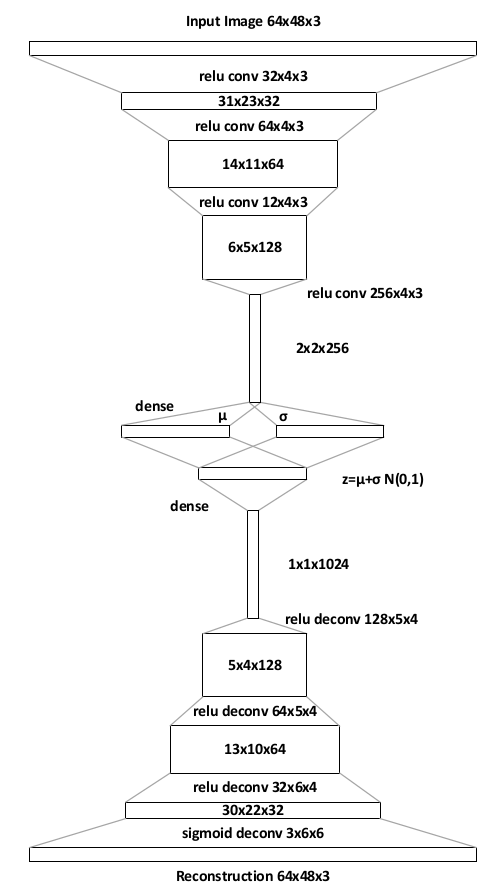 Input Image 64x48x3
relu conv 32x4x3
31x23x32
relu conv 64x4x3
14x11x64
relu conv 12x4x3
6x5x128
relu conv 256x4x3
2x2x256
dense
μ
σ
z=μ+σ N(0,1)
dense
1x1x1024
relu deconv 128x5x4
5x4x128
relu deconv 64x5x4
13x10x64
relu deconv 32x6x4
30x22x32
sigmoid deconv 3x6x6
Reconstruction 64x48x3